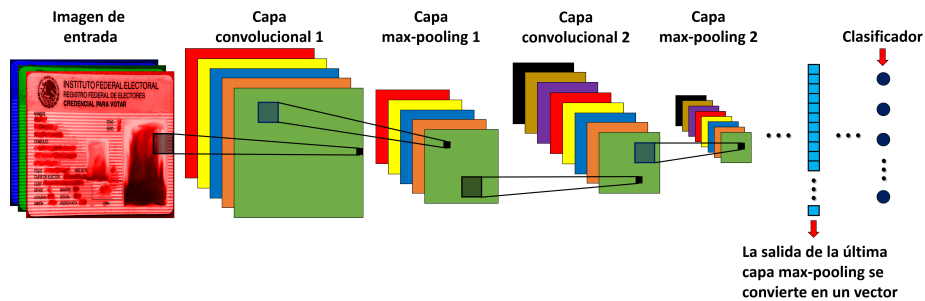 Imagen de
entrada
Capa
convolucional 1
Capa
max-pooling 1
Capa
convolucional 2
Capa
max-pooling 2
Clasificador
INSTITUTO FEDERAL ELECTORAL
REGISTRO FEDERAL DE ELECTORES
CREDENCIAL PARA VOTAR
La salida de la última
capa max-pooling se
convierte en un vector